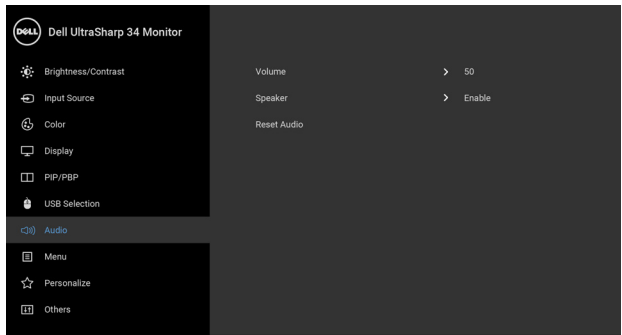 DELL Dell UltraSharp 34 Monitor
Brightness/Contrast
Input Source
Color
Display
PIP/PBP
USB Selection
Audio
Menu
Personalize
Others
Volume > 50
Speaker > Enable
Reset Audio